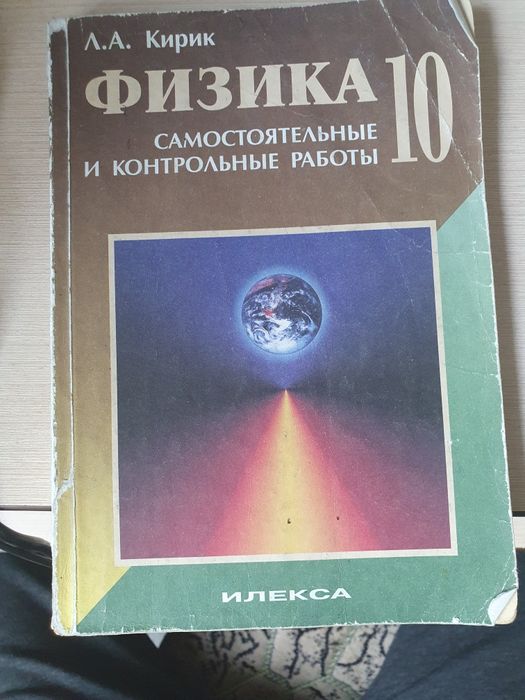 Л.А. Кирик
ФИЗИКА 10
САМОСТОЯТЕЛЬНЫЕ
И КОНТРОЛЬНЫЕ РАБОТЫ
ИЛЕКСА